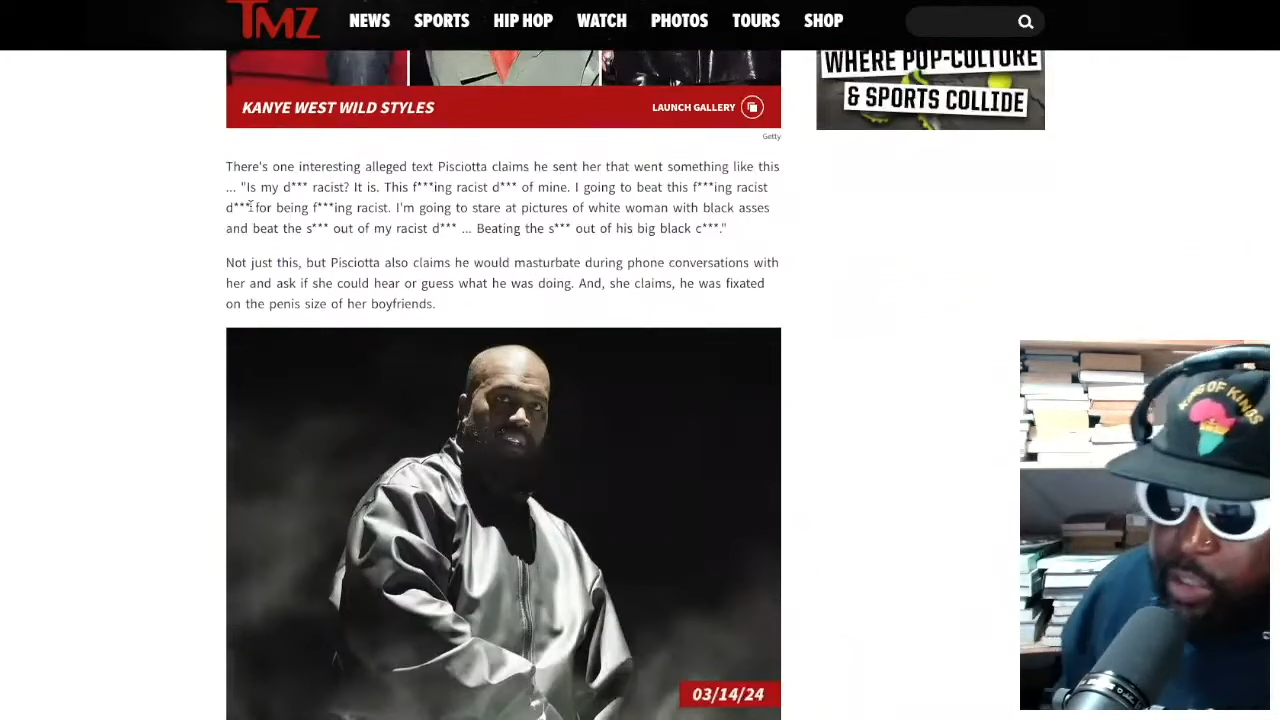 TMZ NEWS SPORTS HIP HOP WATCH PHOTOS TOURS SHOP
WHERE POP-CULTURE
& SPORTS COLLIDE
KANYE WEST WILD STYLES LAUNCH GALLERY
Getty
There's one interesting alleged text Pisciotta claims he sent her that went something like this
... "Is my d*** racist? It is. This f***ing racist d*** of mine. I going to beat this f***ing racist
d*** for being f***ing racist. I'm going to stare at pictures of white woman with black asses
and beat the s*** out of my racist d*** ... Beating the s*** out of his big black c***."
Not just this, but Pisciotta also claims he would masturbate during phone conversations with
her and ask if she could hear or guess what he was doing. And, she claims, he was fixated
on the penis size of her boyfriends.
KING OF KINGS
03/14/24